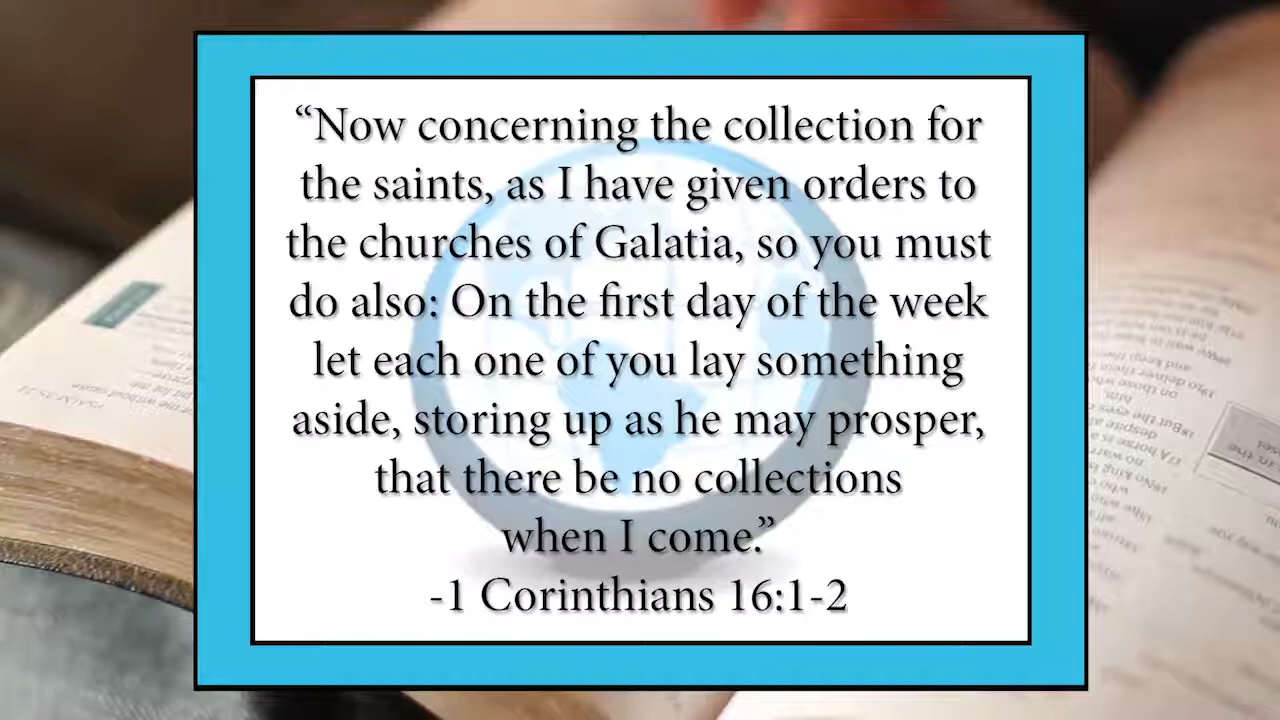 “Now concerning the collection for
the saints, as I have given orders to
the churches of Galatia, so you must
do also: On the first day of the week
let each one of you lay something
aside, storing up as he may prosper,
that there be no collections
when I come.”
-1 Corinthians 16:1-2